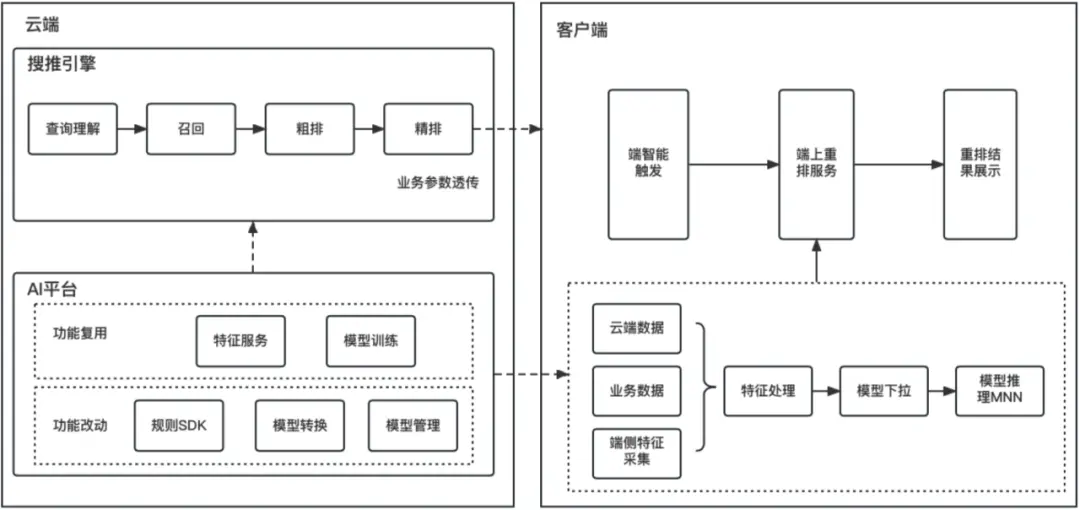 云端
搜推引擎
查询理解
召回
粗排
精排
业务参数透传
AI平台
功能复用
特征服务
模型训练
功能改动
规则SDK
模型转换
模型管理
客户端
端智能
触发
端上重
排服务
重排结
果展示
云端数据
业务数据
端侧特征
采集
特征处理
模型下拉
模型推
理MNN